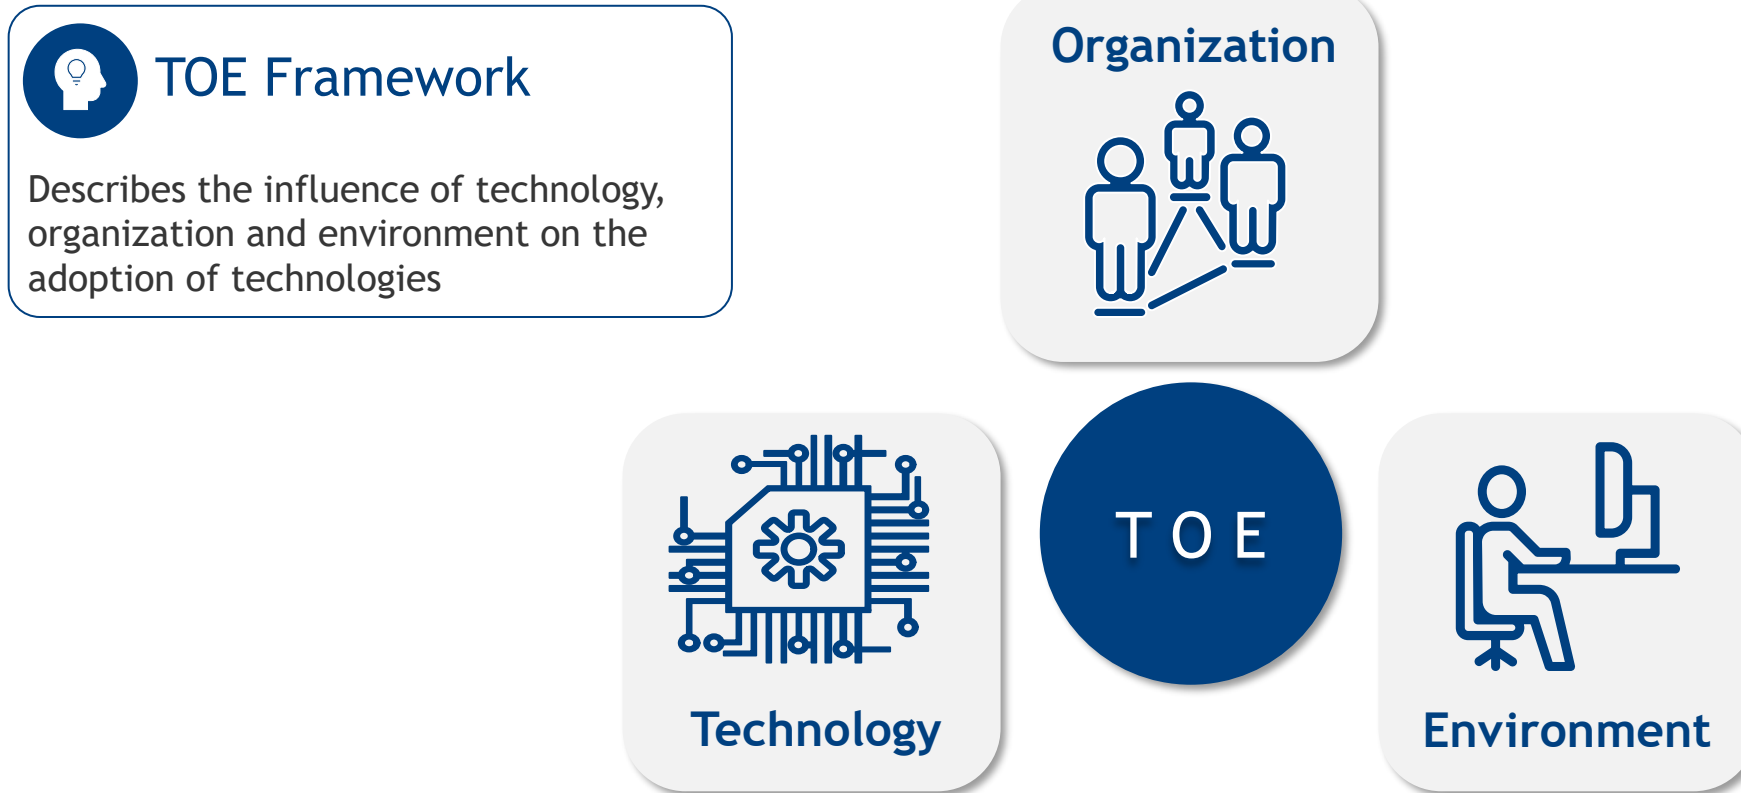 TOE Framework
Describes the influence of technology,
organization and environment on the
adoption of technologies
Organization
T O E
Technology
Environment